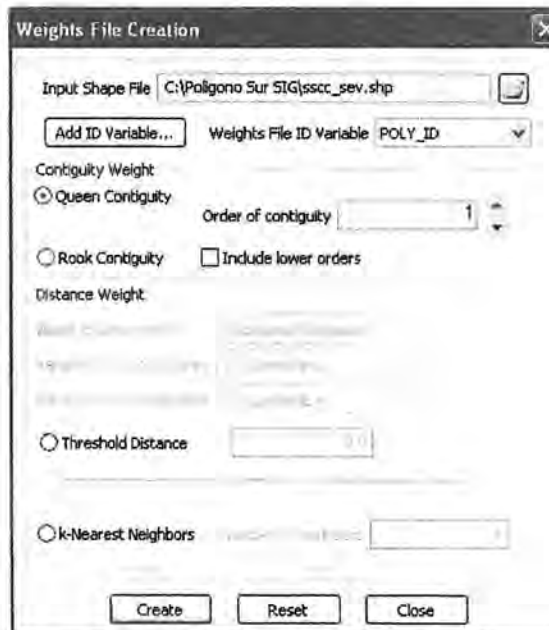 Weights File Creation
Input Shape File C:\Poligono Sur SIG\sscc_sev.shp
Add ID Variable... Weights File ID Variable POLY_ID
Contiguity Weight
Queen Contiguity
Order of contiguity 1
Rook Contiguity Include lower orders
Distance Weight
Threshold Distance 0.0
k-Nearest Neighbors
Create Reset Close